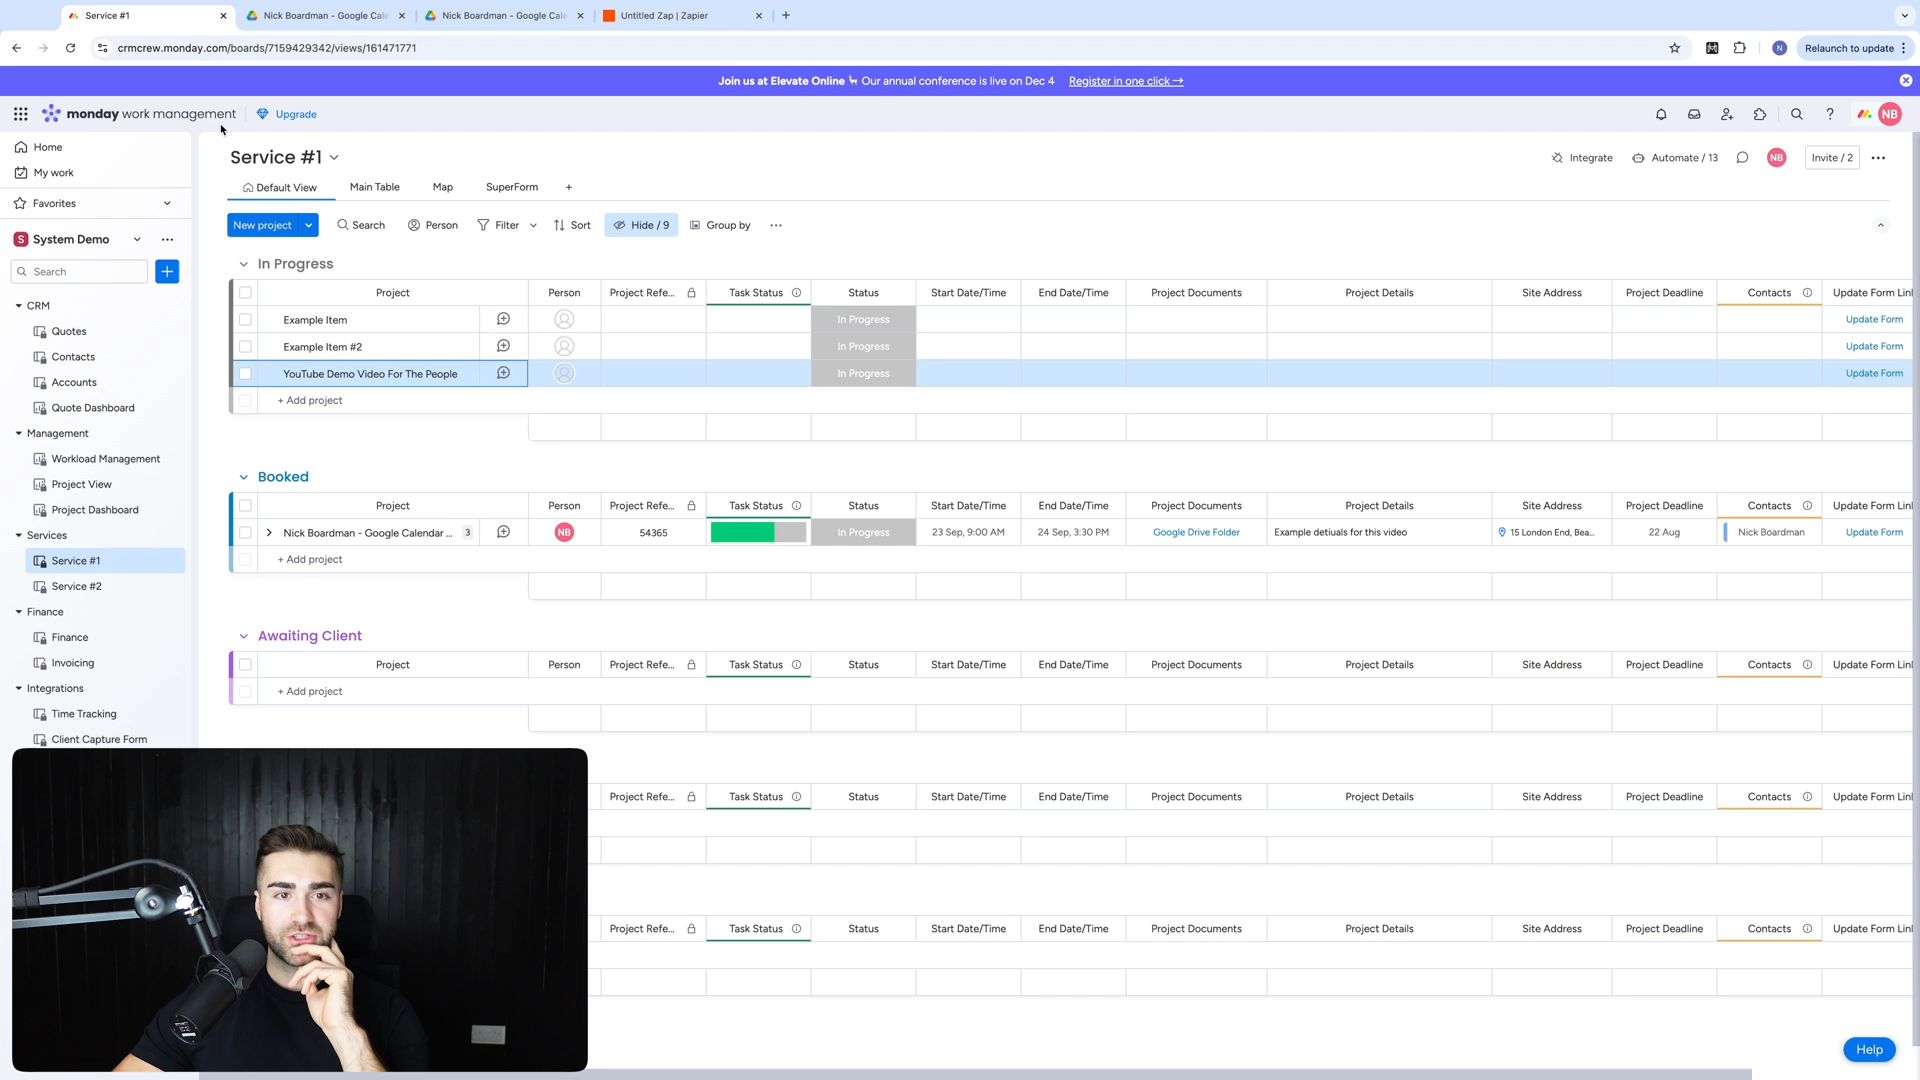 Service #1
Nick Boardman - Google Cale
Nick Boardman - Google Cale
Untitled Zap | Zapier
crmcrew.monday.com/boards/7159429342/views/161471771
N
Relaunch to update
Join us at Elevate Online 🦙 Our annual conference is live on Dec 4 Register in one click →
monday work management
Upgrade
NB
Home
My work
Favorites
S System Demo
Search
CRM
Quotes
Contacts
Accounts
Quote Dashboard
Management
Workload Management
Project View
Project Dashboard
Services
Service #1
Service #2
Finance
Finance
Invoicing
Integrations
Time Tracking
Client Capture Form
Service #1
Integrate
Automate / 13
NB
Invite / 2
Default View
Main Table
Map
SuperForm
New project
Search
Person
Filter
Sort
Hide / 9
Group by
In Progress
Project Person Project Refe... Task Status Status Start Date/Time End Date/Time Project Documents Project Details Site Address Project Deadline Contacts Update Form Link
Example Item In Progress Update Form
Example Item #2 In Progress Update Form
YouTube Demo Video For The People In Progress Update Form
+ Add project
Booked
Project Person Project Refe... Task Status Status Start Date/Time End Date/Time Project Documents Project Details Site Address Project Deadline Contacts Update Form Link
Nick Boardman - Google Calendar ... 3 NB 54365 In Progress 23 Sep, 9:00 AM 24 Sep, 3:30 PM Google Drive Folder Example detiuals for this video 15 London End, Bea... 22 Aug Nick Boardman Update Form
+ Add project
Awaiting Client
Project Person Project Refe... Task Status Status Start Date/Time End Date/Time Project Documents Project Details Site Address Project Deadline Contacts Update Form Link
+ Add project
Project Refe... Task Status Status Start Date/Time End Date/Time Project Documents Project Details Site Address Project Deadline Contacts Update Form Link
Project Refe... Task Status Status Start Date/Time End Date/Time Project Documents Project Details Site Address Project Deadline Contacts Update Form Link
Help